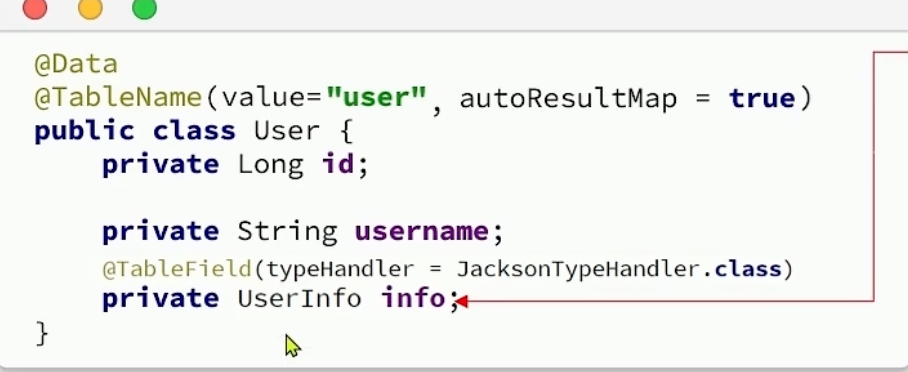 @Data
@TableName(value="user", autoResultMap = true)
public class User {
    private Long id;
    private String username;
    @TableField(typeHandler = JacksonTypeHandler.class)
    private UserInfo info;
}